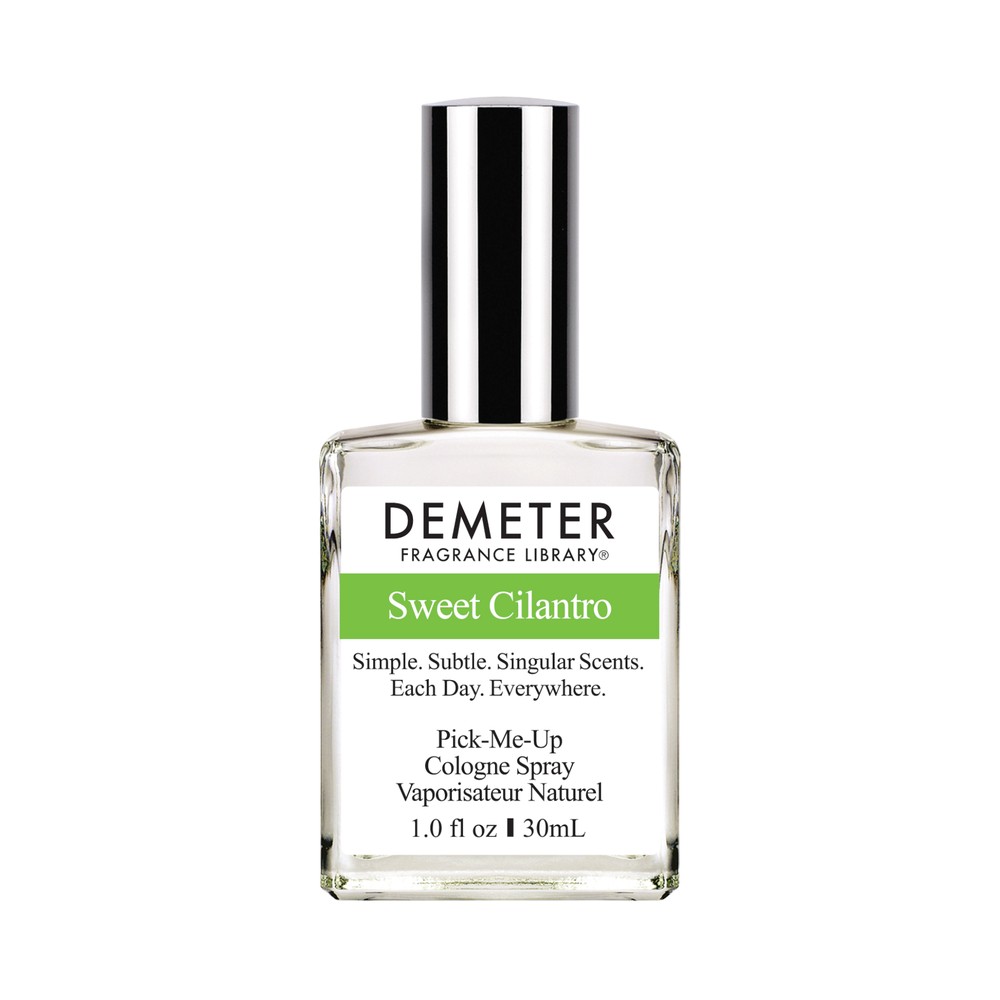 DEMETER
FRAGRANCE LIBRARY®
Sweet Cilantro
Simple. Subtle. Singular Scents.
Each Day. Everywhere.
Pick-Me-Up
Cologne Spray
Vaporisateur Naturel
1.0 fl oz ❚ 30mL